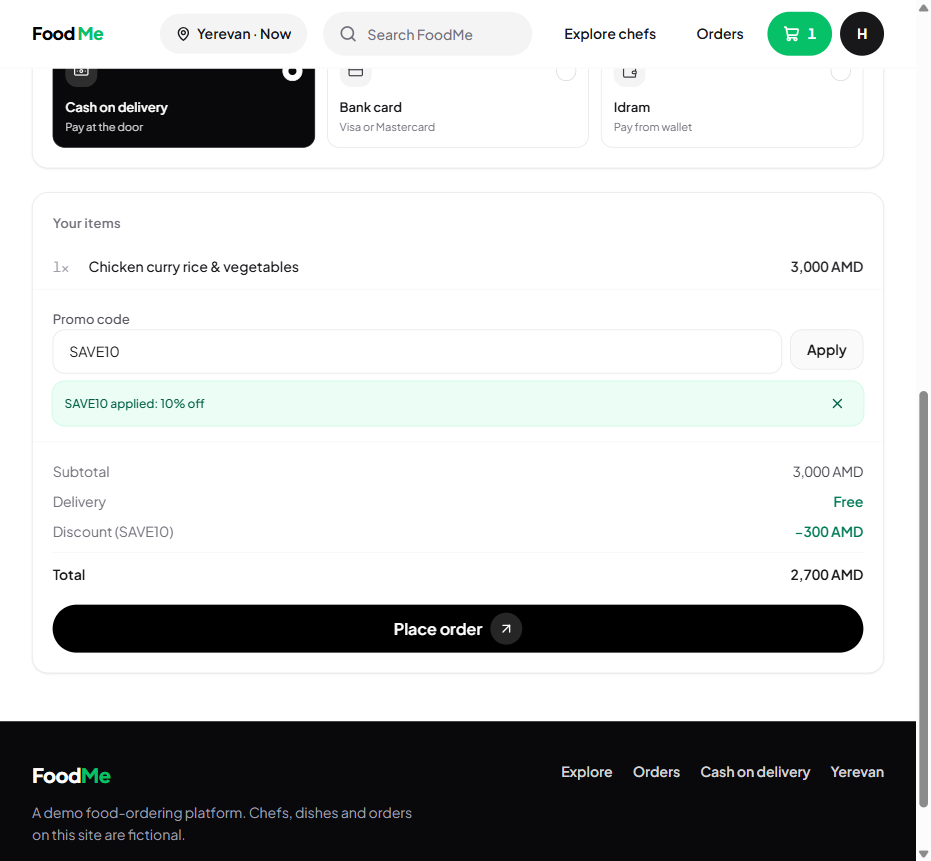 FoodMe
Yerevan · Now
Search FoodMe
Explore chefs
Orders
1
H
Cash on delivery
Pay at the door
Bank card
Visa or Mastercard
Idram
Pay from wallet
Your items
1× Chicken curry rice & vegetables 3,000 AMD
Promo code
SAVE10
Apply
SAVE10 applied: 10% off
Subtotal 3,000 AMD
Delivery Free
Discount (SAVE10) −300 AMD
Total 2,700 AMD
Place order
FoodMe
Explore
Orders
Cash on delivery
Yerevan
A demo food-ordering platform. Chefs, dishes and orders
on this site are fictional.